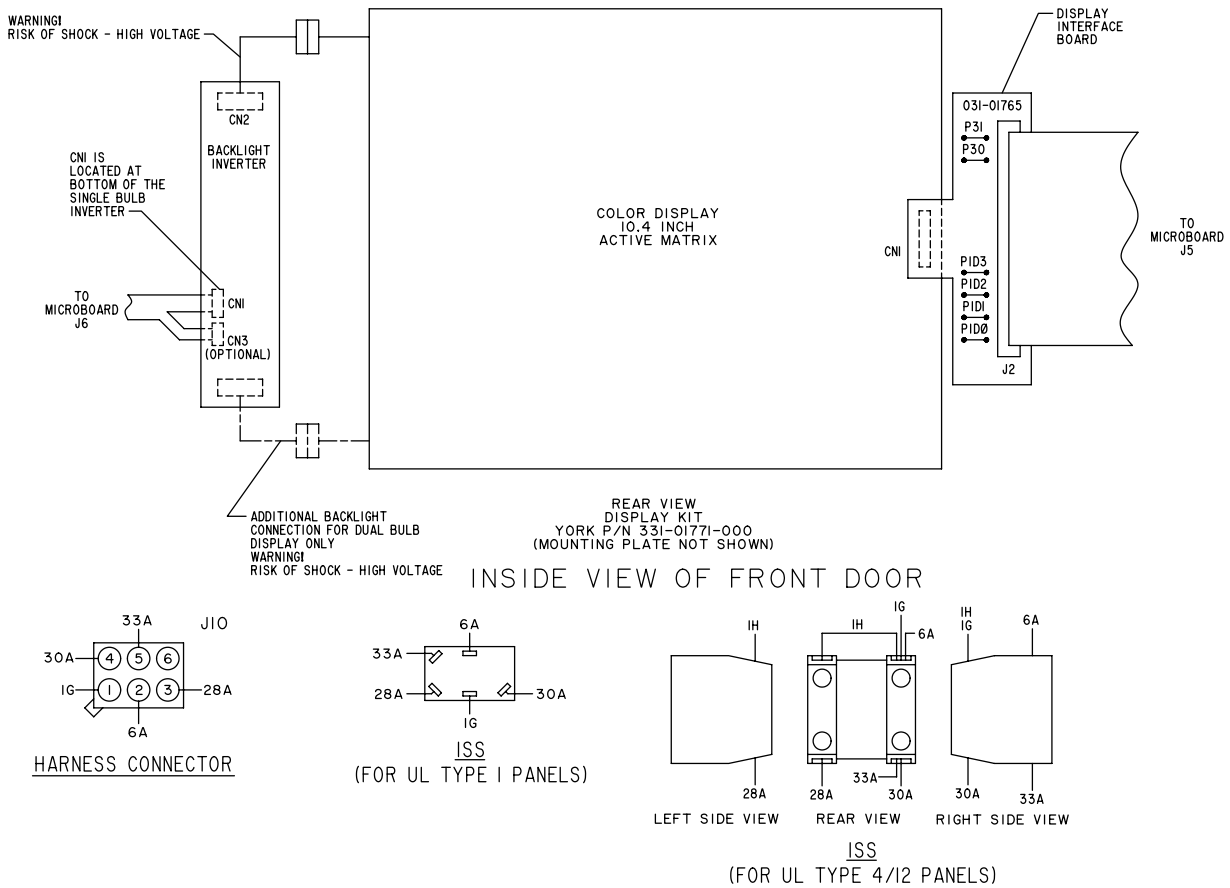 WARNING!
RISK OF SHOCK - HIGH VOLTAGE
DISPLAY
INTERFACE
BOARD
CN2
BACKLIGHT
INVERTER
CN1 IS
LOCATED AT
BOTTOM OF THE
SINGLE BULB
INVERTER
TO
MICROBOARD
J6
CN1
CN3
(OPTIONAL)
COLOR DISPLAY
10.4 INCH
ACTIVE MATRIX
031-01765
P31
P30
CN1
PID3
PID2
PID1
PID0
J2
TO
MICROBOARD
J5
ADDITIONAL BACKLIGHT
CONNECTION FOR DUAL BULB
DISPLAY ONLY
WARNING!
RISK OF SHOCK - HIGH VOLTAGE
REAR VIEW
DISPLAY KIT
YORK P/N 331-01771-000
(MOUNTING PLATE NOT SHOWN)
INSIDE VIEW OF FRONT DOOR
33A
J10
30A
4
5
6
1G
1
2
3
28A
6A
HARNESS CONNECTOR
6A
33A
28A
30A
1G
ISS
(FOR UL TYPE 1 PANELS)
1H
28A
LEFT SIDE VIEW
1H
1G
6A
33A
28A
30A
REAR VIEW
1H
1G
6A
30A
33A
RIGHT SIDE VIEW
ISS
(FOR UL TYPE 4/12 PANELS)